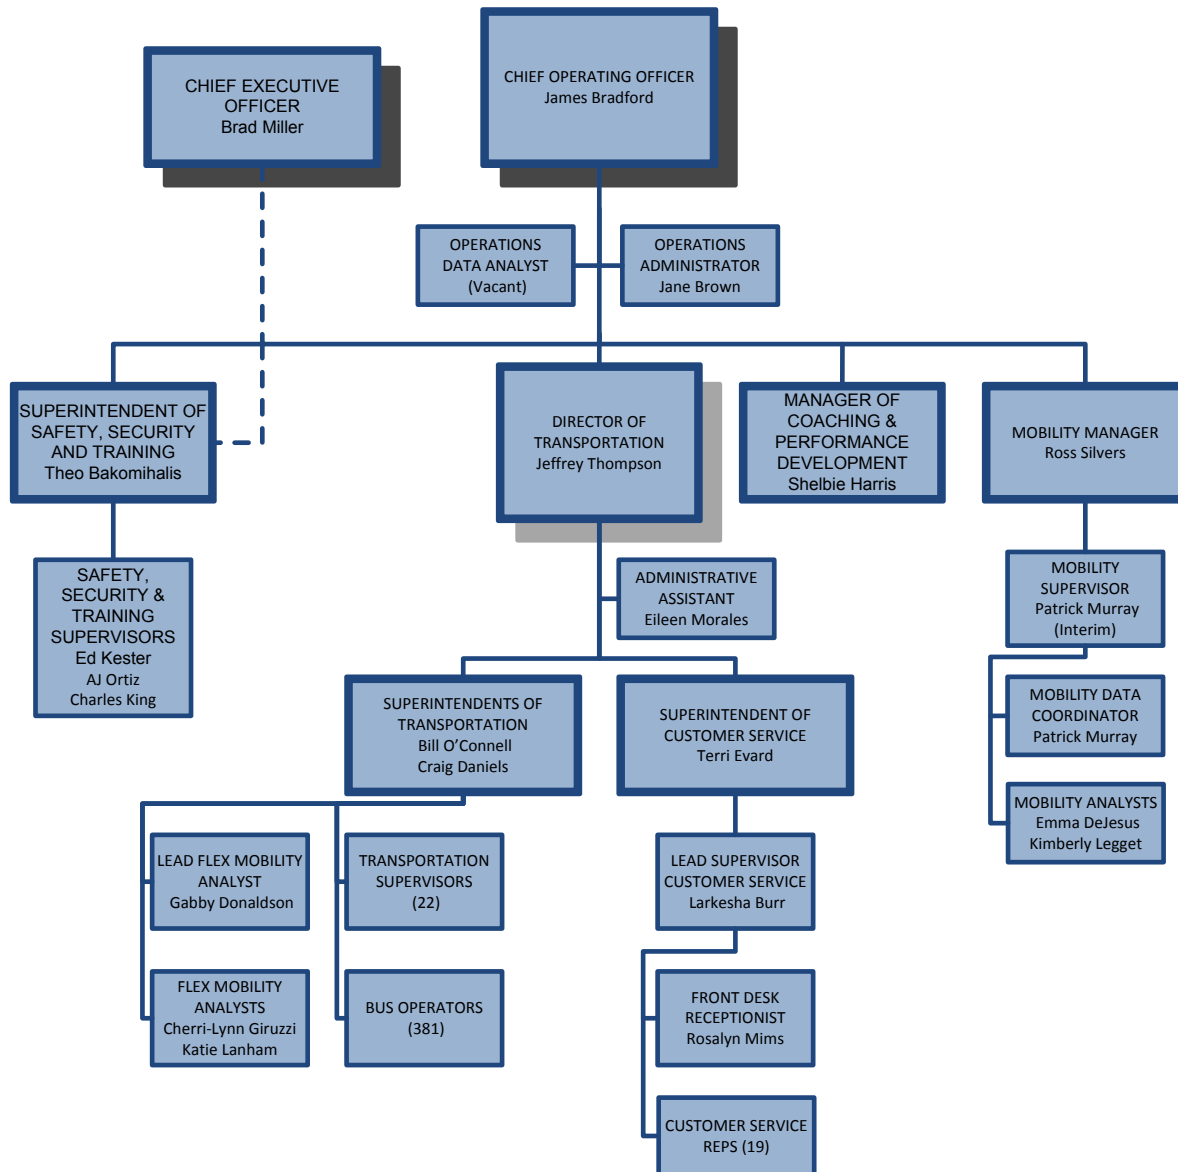 CHIEF EXECUTIVE
OFFICER
Brad Miller
CHIEF OPERATING OFFICER
James Bradford
OPERATIONS
DATA ANALYST
(Vacant)
OPERATIONS
ADMINISTRATOR
Jane Brown
SUPERINTENDENT OF
SAFETY, SECURITY
AND TRAINING
Theo Bakomihalis
DIRECTOR OF
TRANSPORTATION
Jeffrey Thompson
MANAGER OF
COACHING &
PERFORMANCE
DEVELOPMENT
Shelbie Harris
MOBILITY MANAGER
Ross Silvers
SAFETY,
SECURITY &
TRAINING
SUPERVISORS
Ed Kester
AJ Ortiz
Charles King
ADMINISTRATIVE
ASSISTANT
Eileen Morales
MOBILITY
SUPERVISOR
Patrick Murray
(Interim)
SUPERINTENDENTS OF
TRANSPORTATION
Bill O’Connell
Craig Daniels
SUPERINTENDENT OF
CUSTOMER SERVICE
Terri Evard
MOBILITY DATA
COORDINATOR
Patrick Murray
MOBILITY ANALYSTS
Emma DeJesus
Kimberly Legget
LEAD FLEX MOBILITY
ANALYST
Gabby Donaldson
TRANSPORTATION
SUPERVISORS
(22)
LEAD SUPERVISOR
CUSTOMER SERVICE
Larkesha Burr
FLEX MOBILITY
ANALYSTS
Cherri-Lynn Giruzzi
Katie Lanham
BUS OPERATORS
(381)
FRONT DESK
RECEPTIONIST
Rosalyn Mims
CUSTOMER SERVICE
REPS (19)